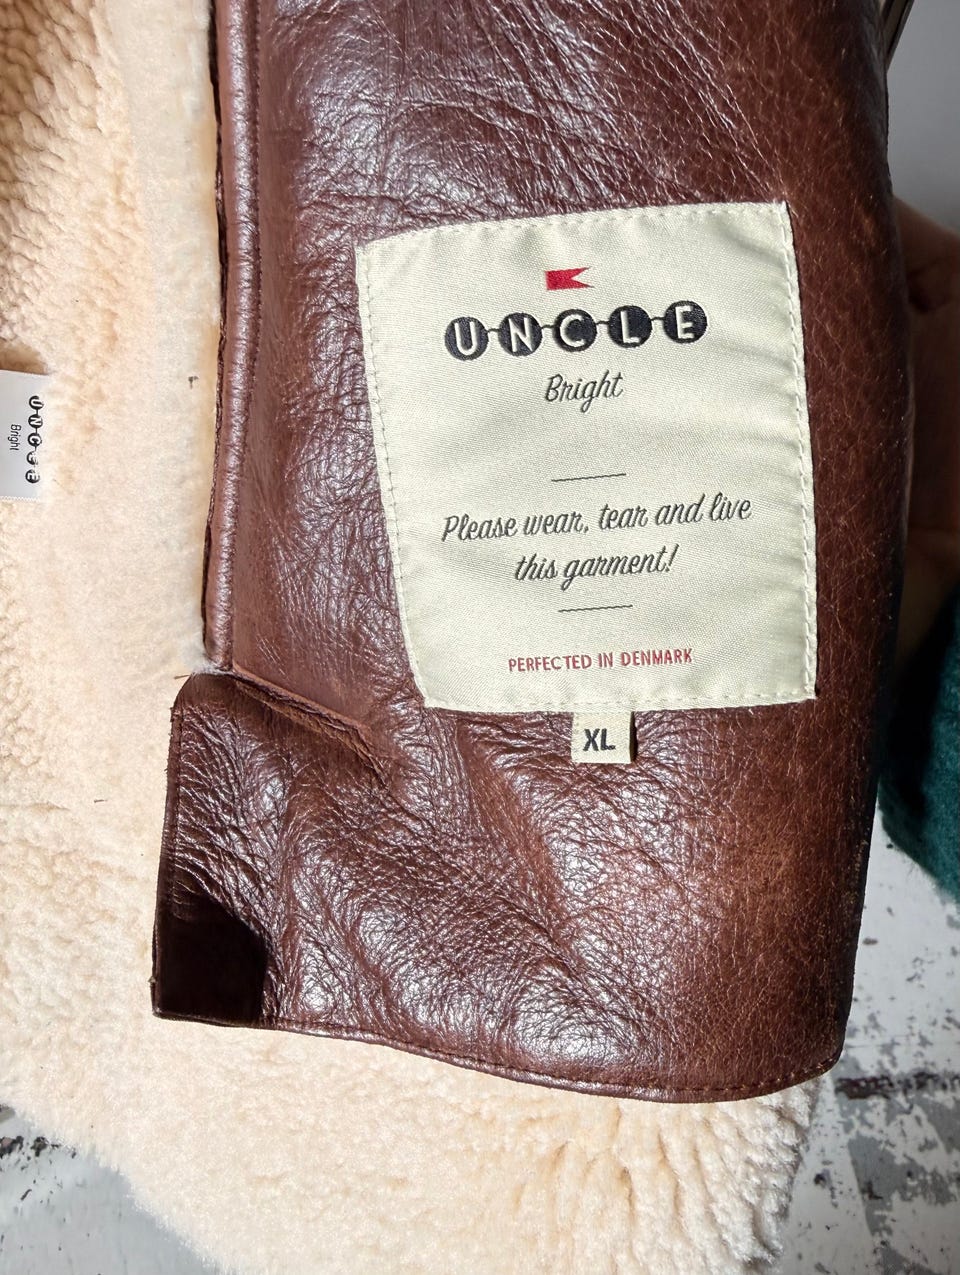 UNCLE
Bright
Please wear, tear and live
this garment!
PERFECTED IN DENMARK
XL
UNCLE
Bright